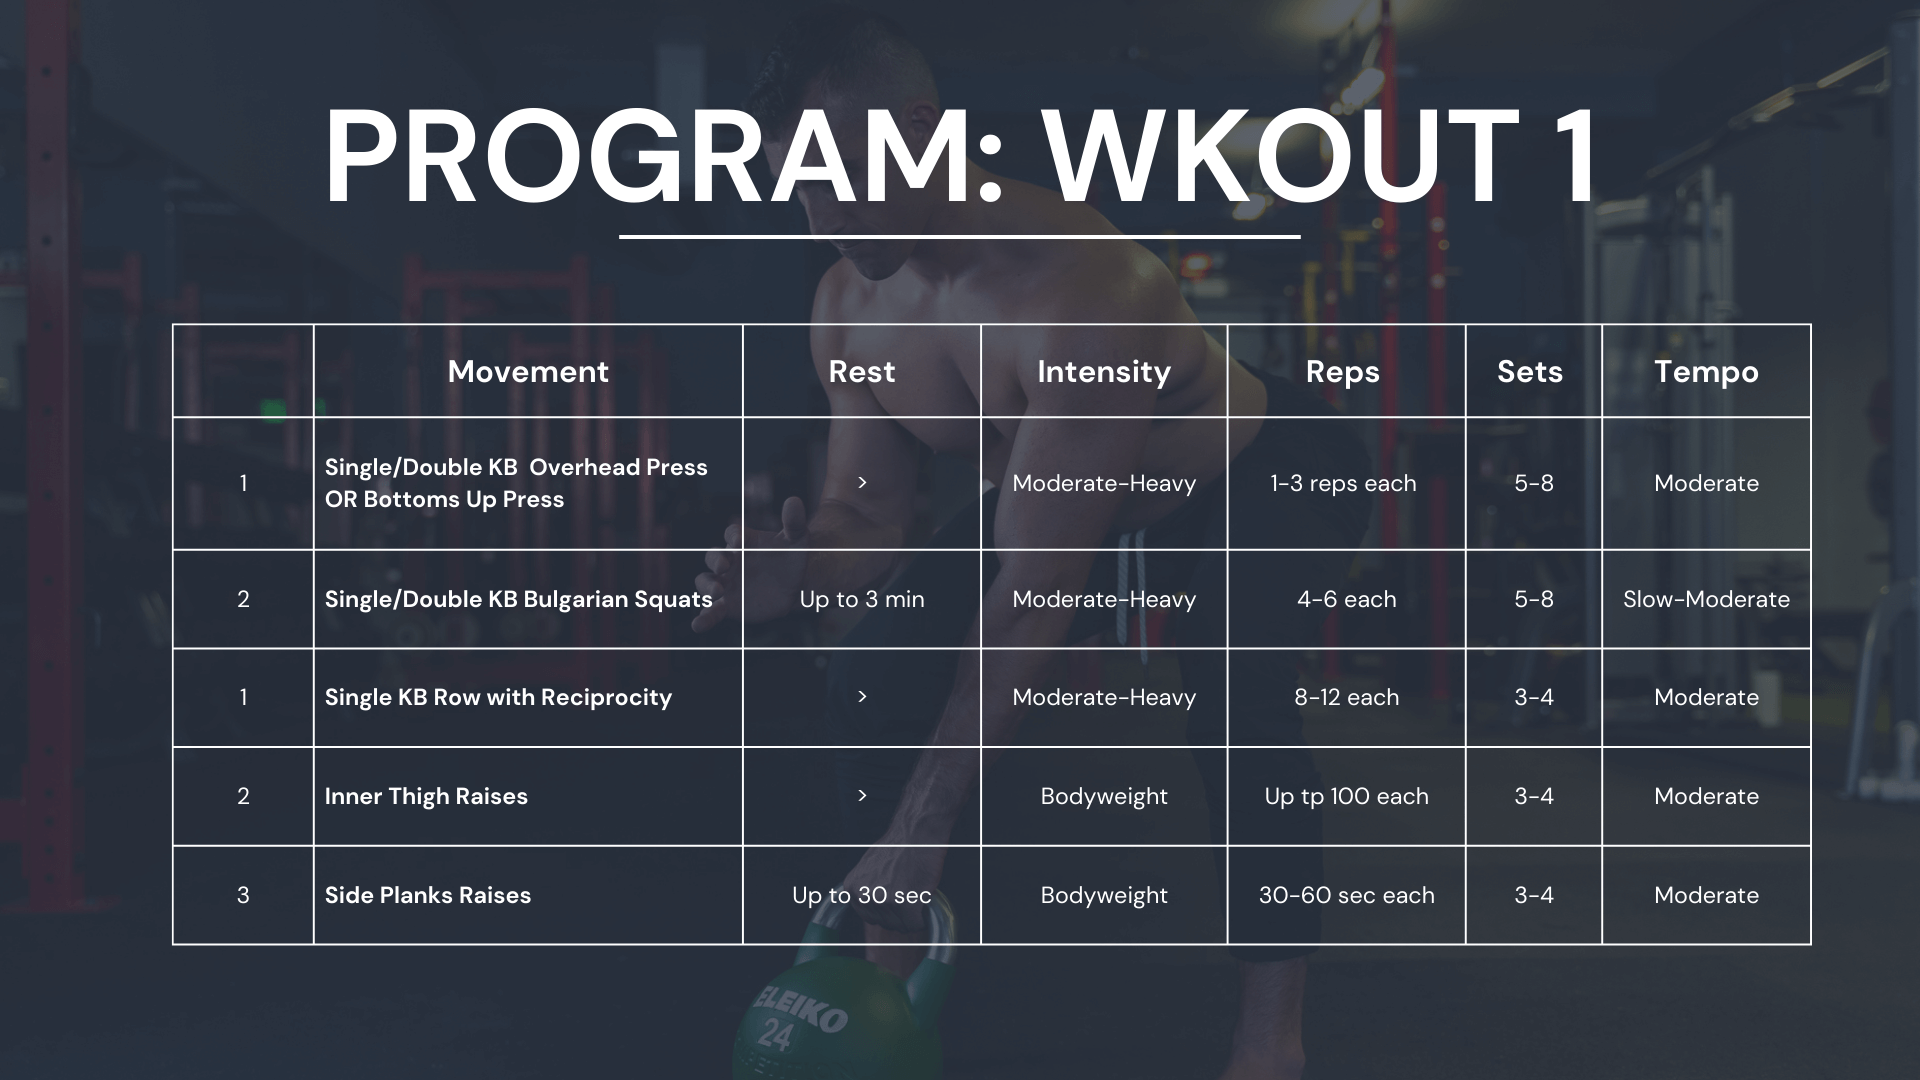 PROGRAM: WKOUT 1
Movement Rest Intensity Reps Sets Tempo
1 Single/Double KB  Overhead Press
OR Bottoms Up Press > Moderate-Heavy 1-3 reps each 5-8 Moderate
2 Single/Double KB Bulgarian Squats Up to 3 min Moderate-Heavy 4-6 each 5-8 Slow-Moderate
1 Single KB Row with Reciprocity > Moderate-Heavy 8-12 each 3-4 Moderate
2 Inner Thigh Raises > Bodyweight Up tp 100 each 3-4 Moderate
3 Side Planks Raises Up to 30 sec Bodyweight 30-60 sec each 3-4 Moderate
ELEIKO
24